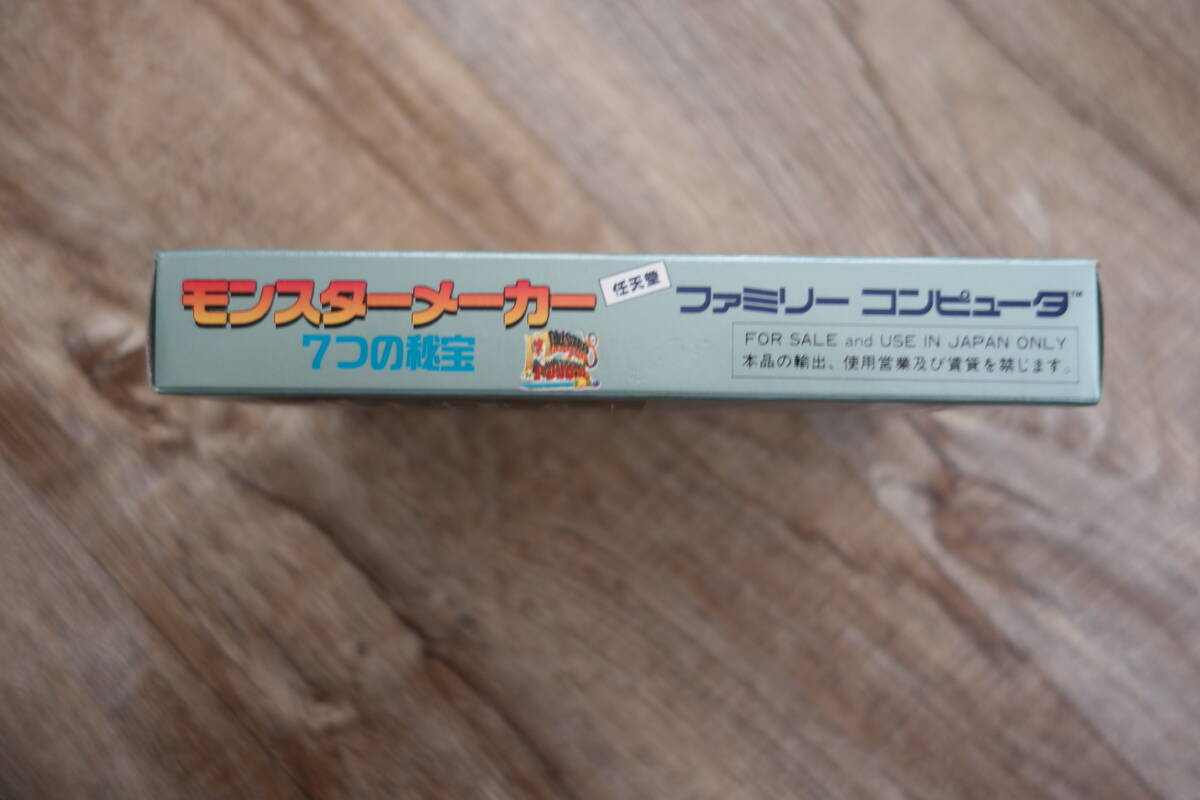 モンスターメーカー
7つの秘宝
任天堂
ファミリー コンピュータ™
FOR SALE and USE IN JAPAN ONLY
本品の輸出、使用営業及び賃貸を禁じます。